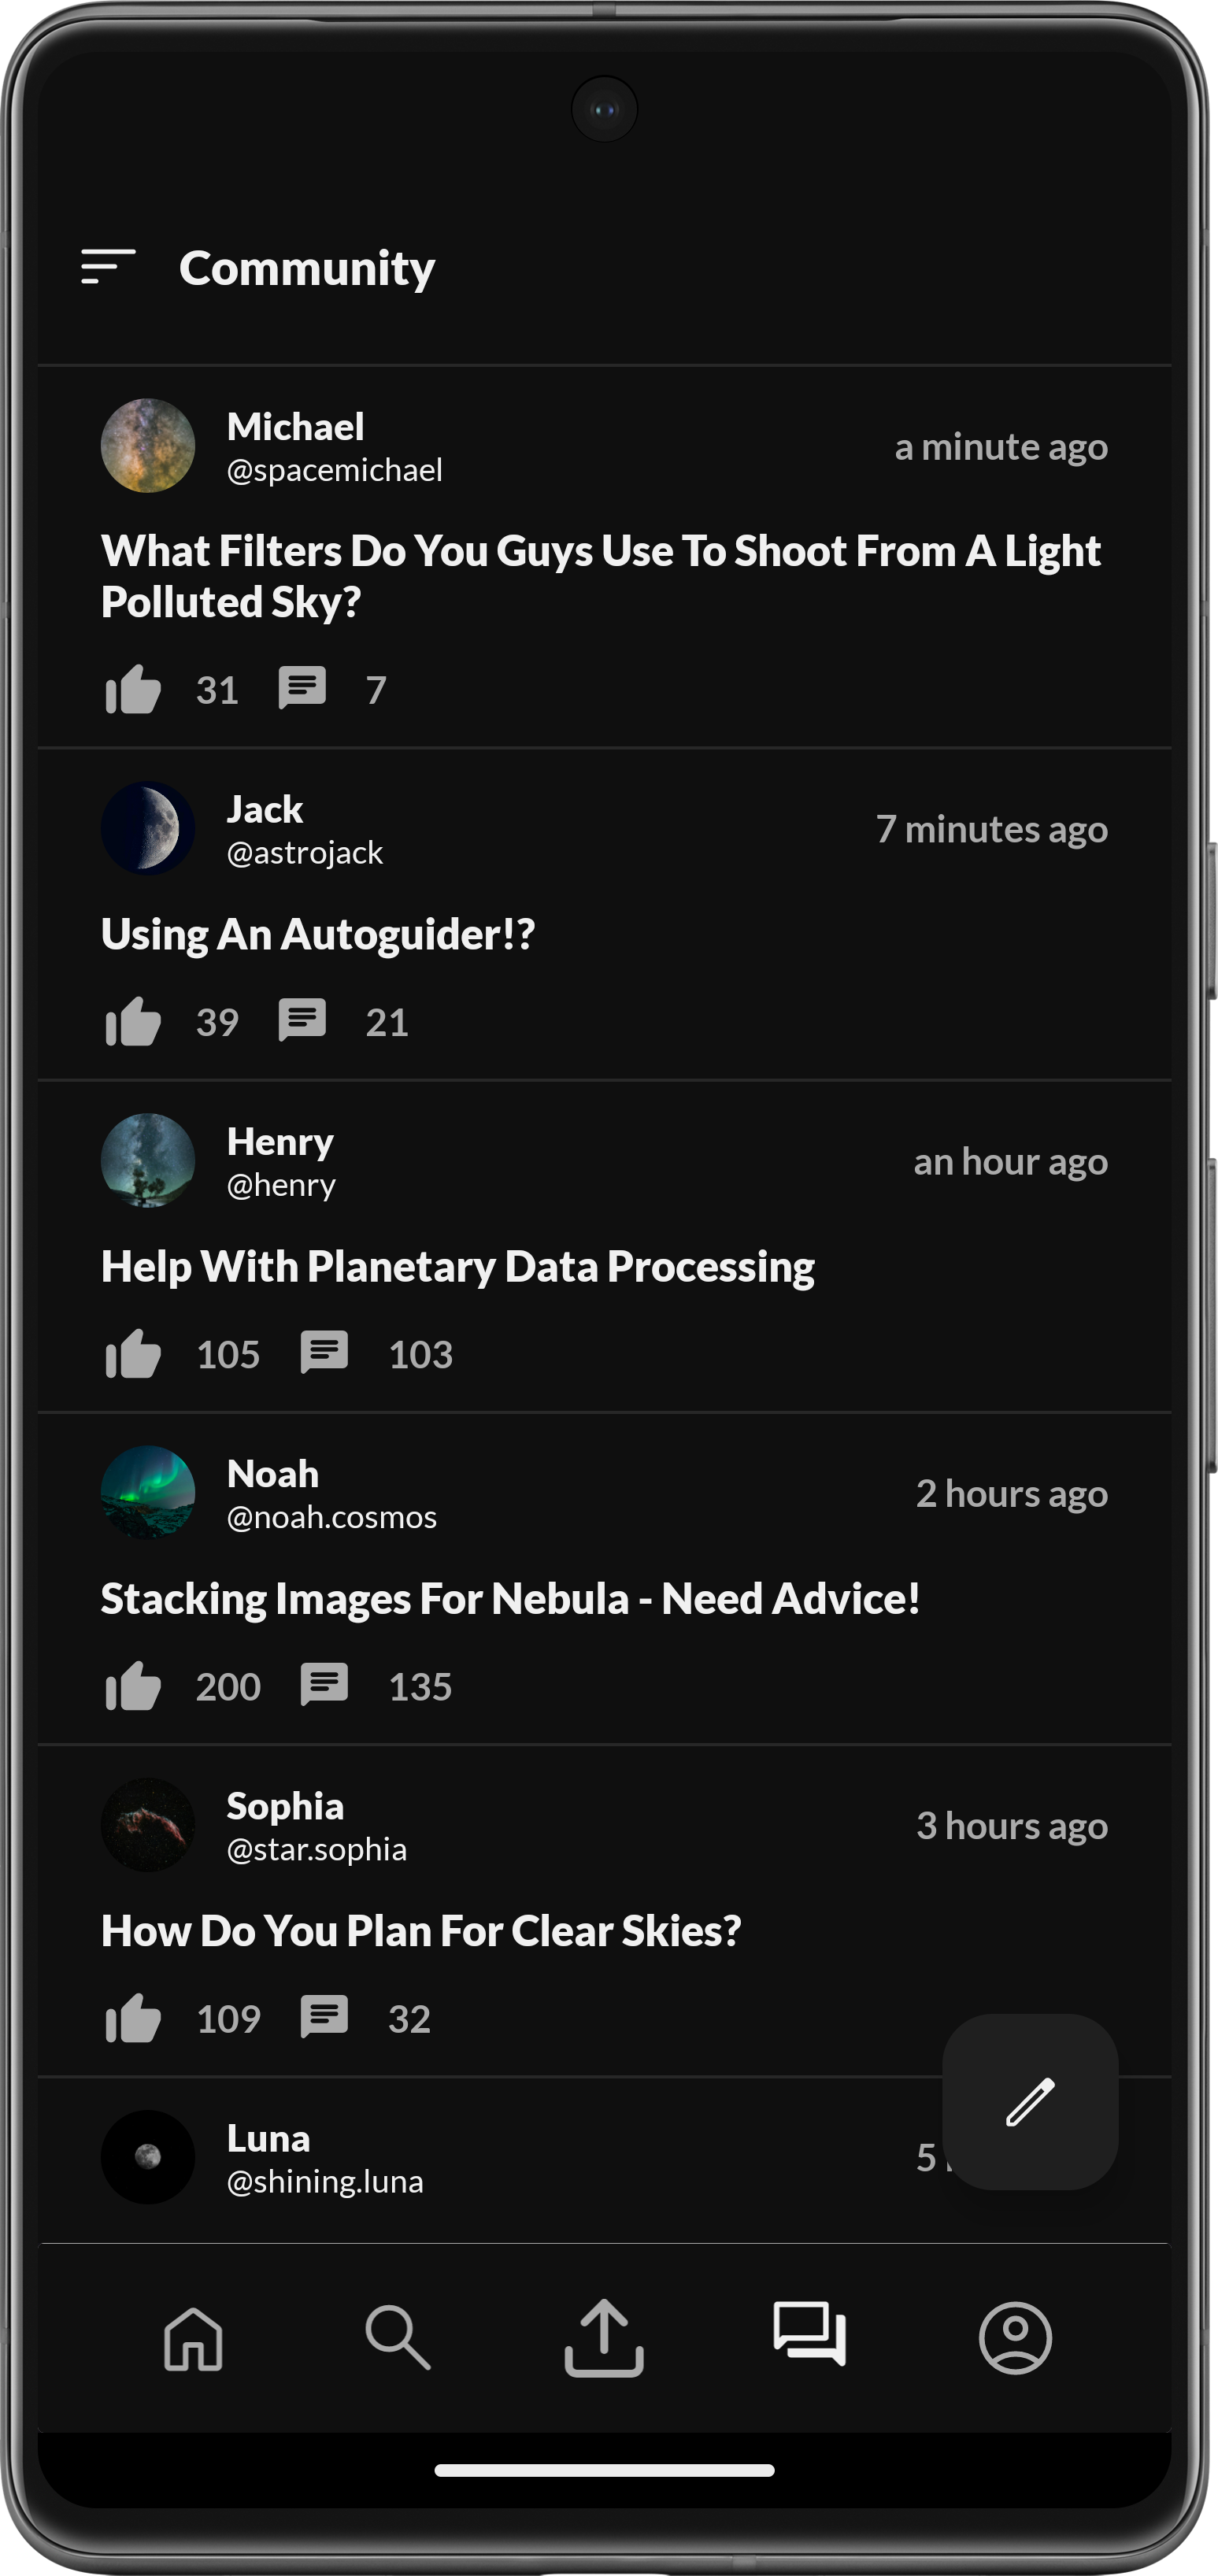 Community
Michael
@spacemichael
a minute ago
What Filters Do You Guys Use To Shoot From A Light
Polluted Sky?
31 7
Jack
@astrojack
7 minutes ago
Using An Autoguider!?
39 21
Henry
@henry
an hour ago
Help With Planetary Data Processing
105 103
Noah
@noah.cosmos
2 hours ago
Stacking Images For Nebula - Need Advice!
200 135
Sophia
@star.sophia
3 hours ago
How Do You Plan For Clear Skies?
109 32
Luna
@shining.luna
5